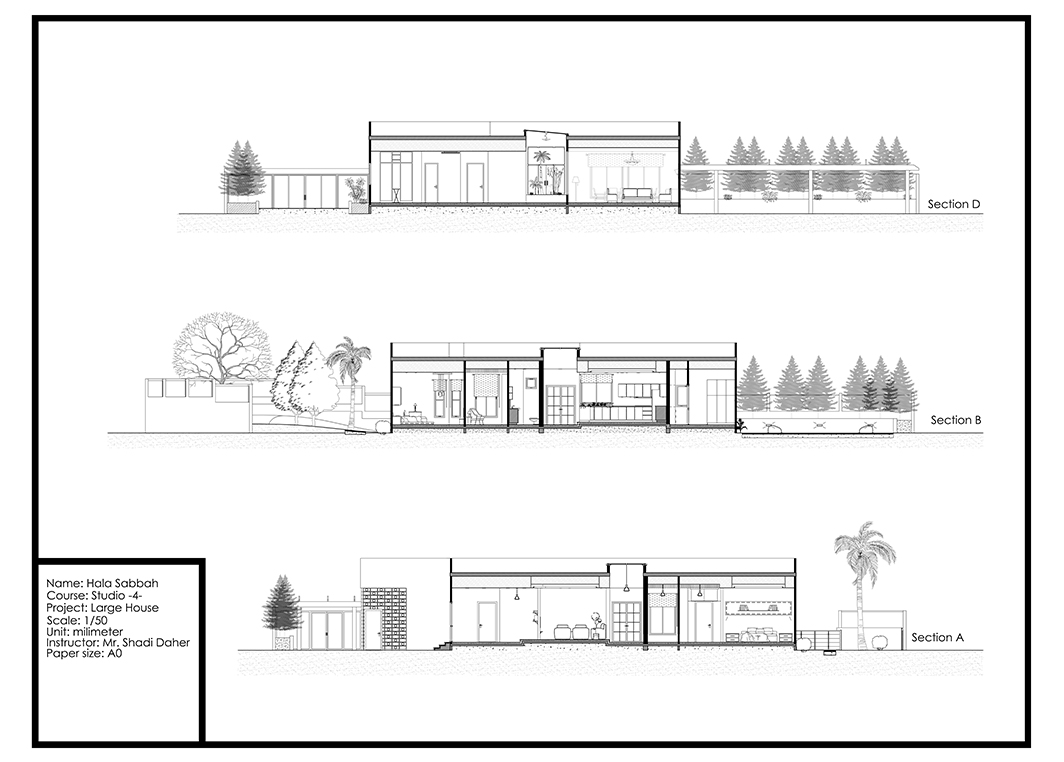 Section D
Section B
Section A
Name: Hala Sabbah
Course: Studio -4-
Project: Large House
Scale: 1/50
Unit: milimeter
Instructor: Mr. Shadi Daher
Paper size: A0